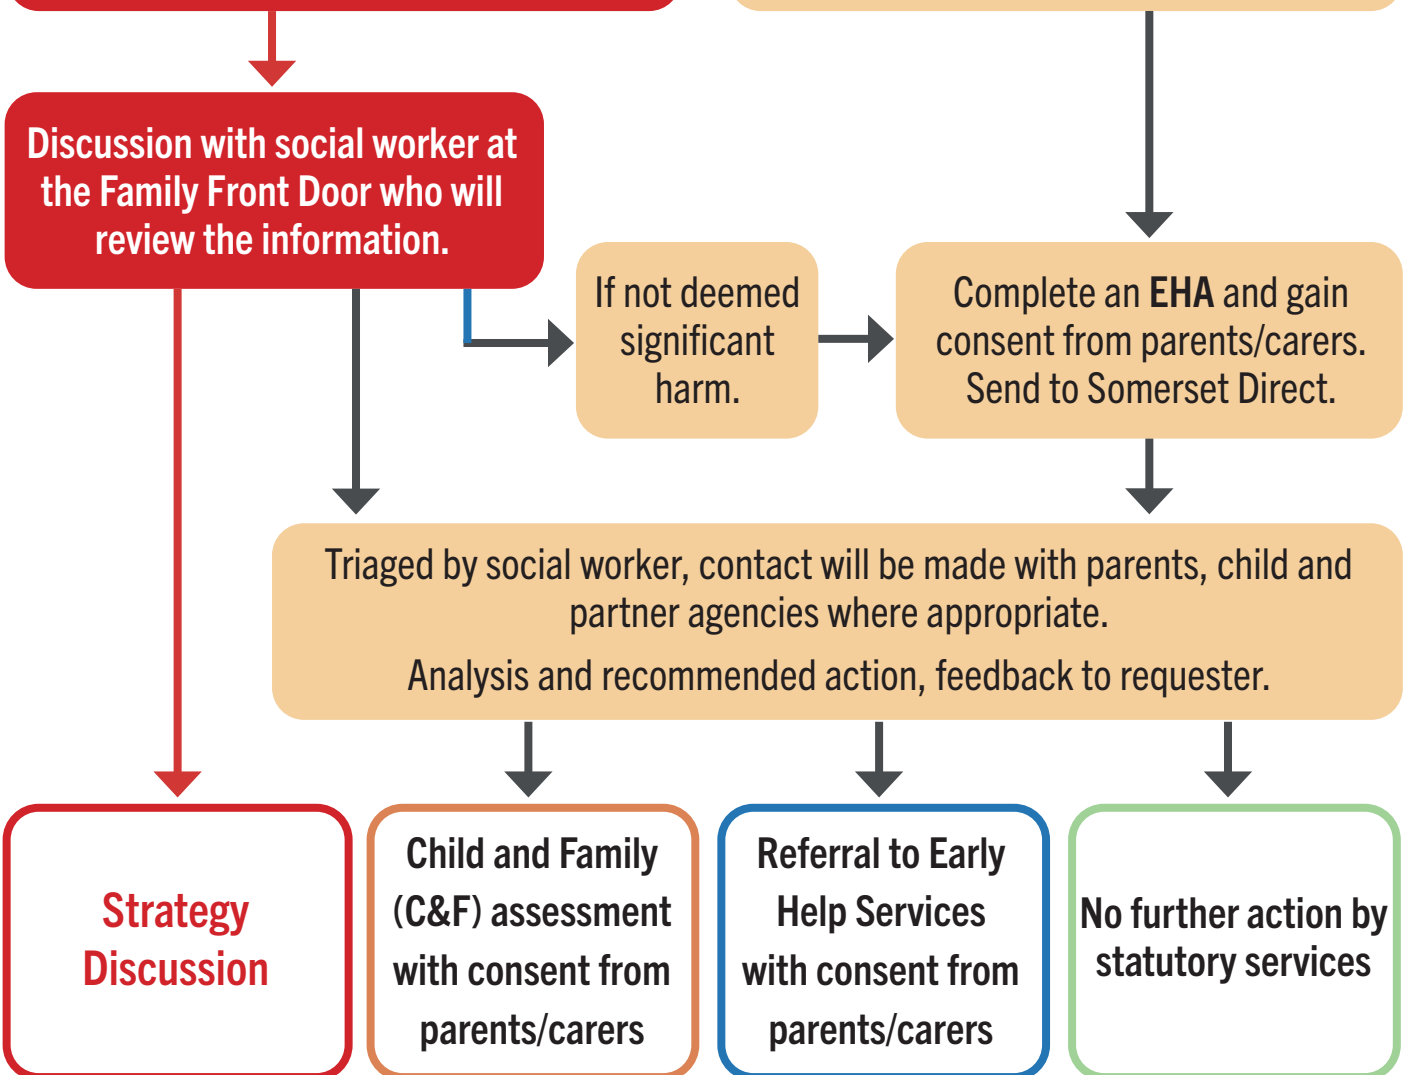 Discussion with social worker at
the Family Front Door who will
review the information.
If not deemed
significant
harm.
Complete an EHA and gain
consent from parents/carers.
Send to Somerset Direct.
Triaged by social worker, contact will be made with parents, child and
partner agencies where appropriate.
Analysis and recommended action, feedback to requester.
Strategy
Discussion
Child and Family
(C&F) assessment
with consent from
parents/carers
Referral to Early
Help Services
with consent from
parents/carers
No further action by
statutory services